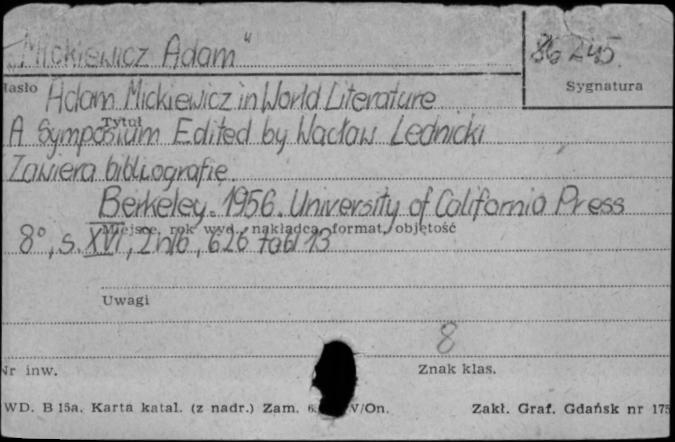 „Mickiewicz Adam"
86245
Hasło
Sygnatura
Adam Mickiewicz in World Literature
Tytuł
A Symposium Edited by Wacław Lednicki
Zawiera bibliografię.
Berkeley. 1956. University of California Press
Miejsce, rok wyd., nakładca, format, objętość
8°, s. XVI, 2 nlb, 626 tabl 13
Uwagi
8
Nr inw.
Znak klas.
WD. B 15a. Karta katal. (z nadr.) Zam. V/On.
Zakł. Graf. Gdańsk nr 175